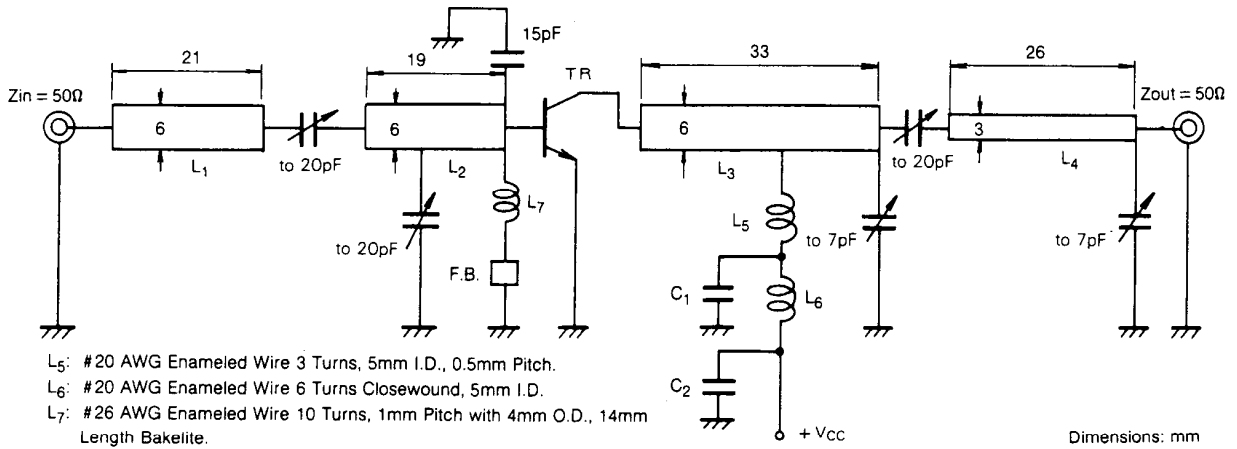 15pF
21
19
33
26
TR
Zin = 50Ω
Zout = 50Ω
6
6
6
3
to 20pF
to 20pF
L1
L2
L3
L4
L7
L5
to 20pF
to 7pF
to 7pF
F.B.
C1
L6
C2
+ VCC
L5: #20 AWG Enameled Wire 3 Turns, 5mm I.D., 0.5mm Pitch.
L6: #20 AWG Enameled Wire 6 Turns Closewound, 5mm I.D.
L7: #26 AWG Enameled Wire 10 Turns, 1mm Pitch with 4mm O.D., 14mm
Length Bakelite.
Dimensions: mm